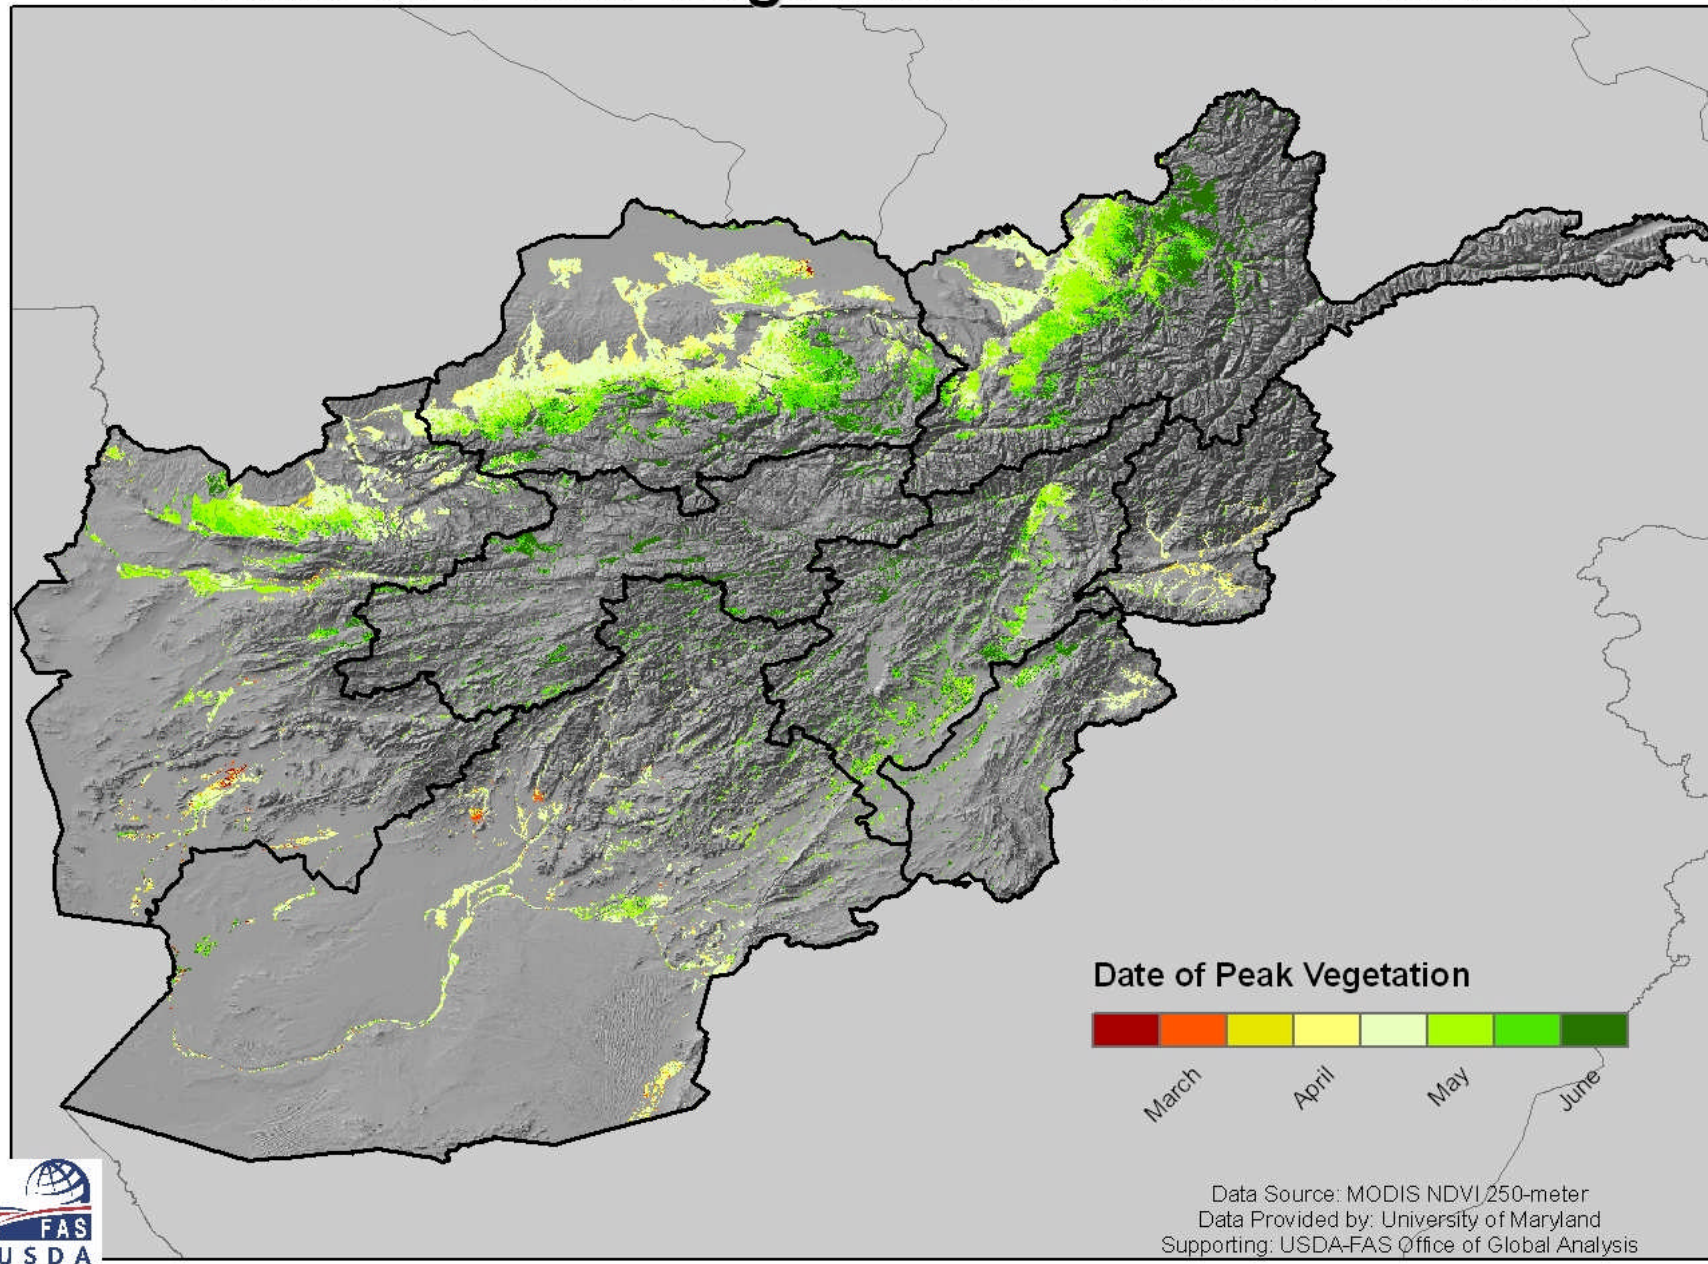 Date of Peak Vegetation
March
April
May
June
Data Source: MODIS NDVI 250-meter
Data Provided by: University of Maryland
Supporting: USDA-FAS Office of Global Analysis
FAS
USDA